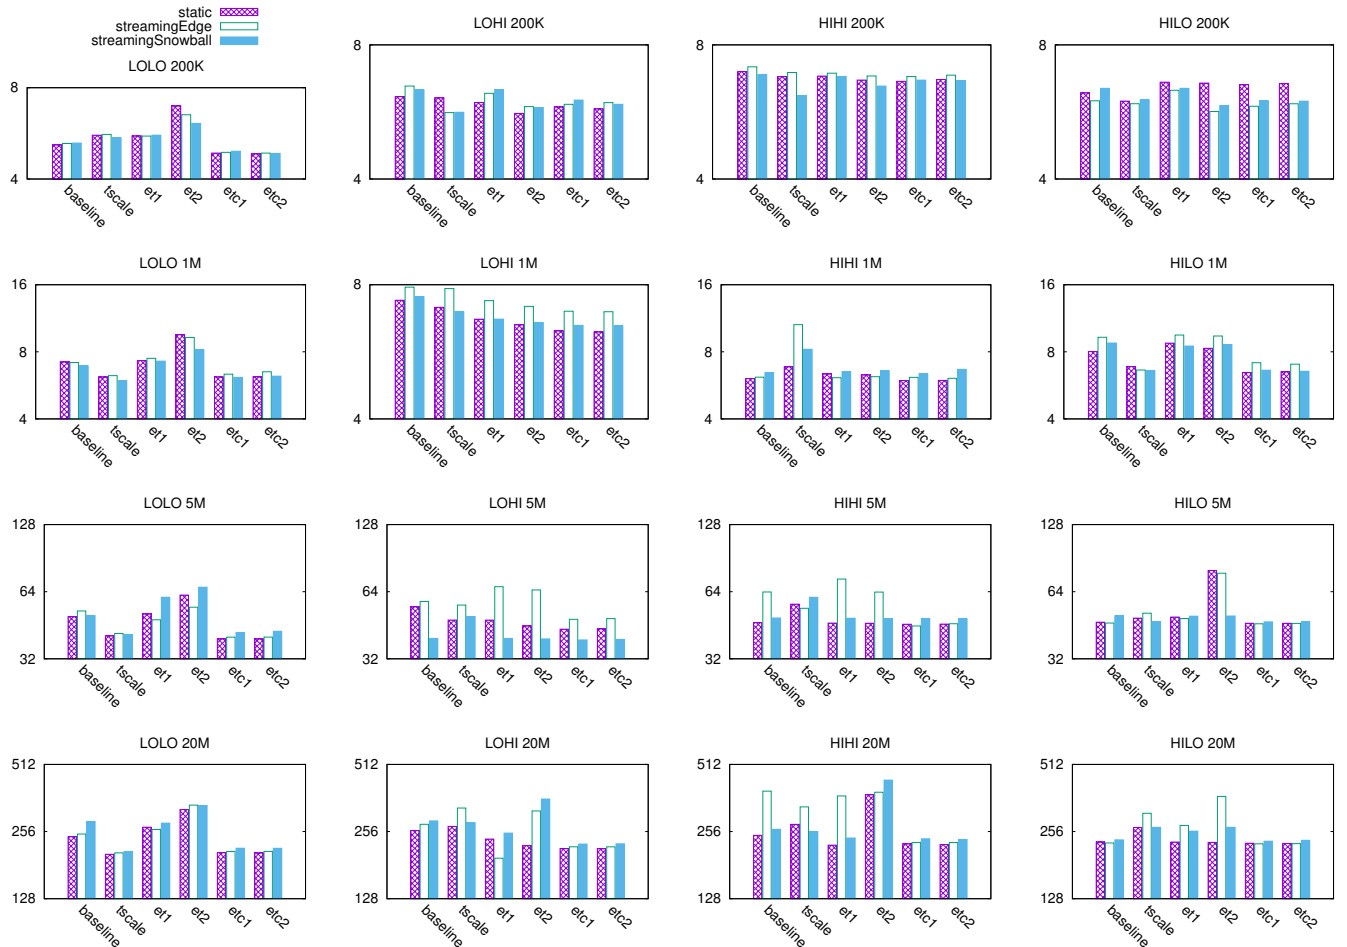 static
streamingEdge
streamingSnowball
LOLO 200K
8
4
baseline
tscale
et1
et2
etc1
etc2
LOHI 200K
8
4
baseline
tscale
et1
et2
etc1
etc2
HIHI 200K
8
4
baseline
tscale
et1
et2
etc1
etc2
HILO 200K
8
4
baseline
tscale
et1
et2
etc1
etc2
LOLO 1M
16
8
4
baseline
tscale
et1
et2
etc1
etc2
LOHI 1M
8
4
baseline
tscale
et1
et2
etc1
etc2
HIHI 1M
16
8
4
baseline
tscale
et1
et2
etc1
etc2
HILO 1M
16
8
4
baseline
tscale
et1
et2
etc1
etc2
LOLO 5M
128
64
32
baseline
tscale
et1
et2
etc1
etc2
LOHI 5M
128
64
32
baseline
tscale
et1
et2
etc1
etc2
HIHI 5M
128
64
32
baseline
tscale
et1
et2
etc1
etc2
HILO 5M
128
64
32
baseline
tscale
et1
et2
etc1
etc2
LOLO 20M
512
256
128
baseline
tscale
et1
et2
etc1
etc2
LOHI 20M
512
256
128
baseline
tscale
et1
et2
etc1
etc2
HIHI 20M
512
256
128
baseline
tscale
et1
et2
etc1
etc2
HILO 20M
512
256
128
baseline
tscale
et1
et2
etc1
etc2